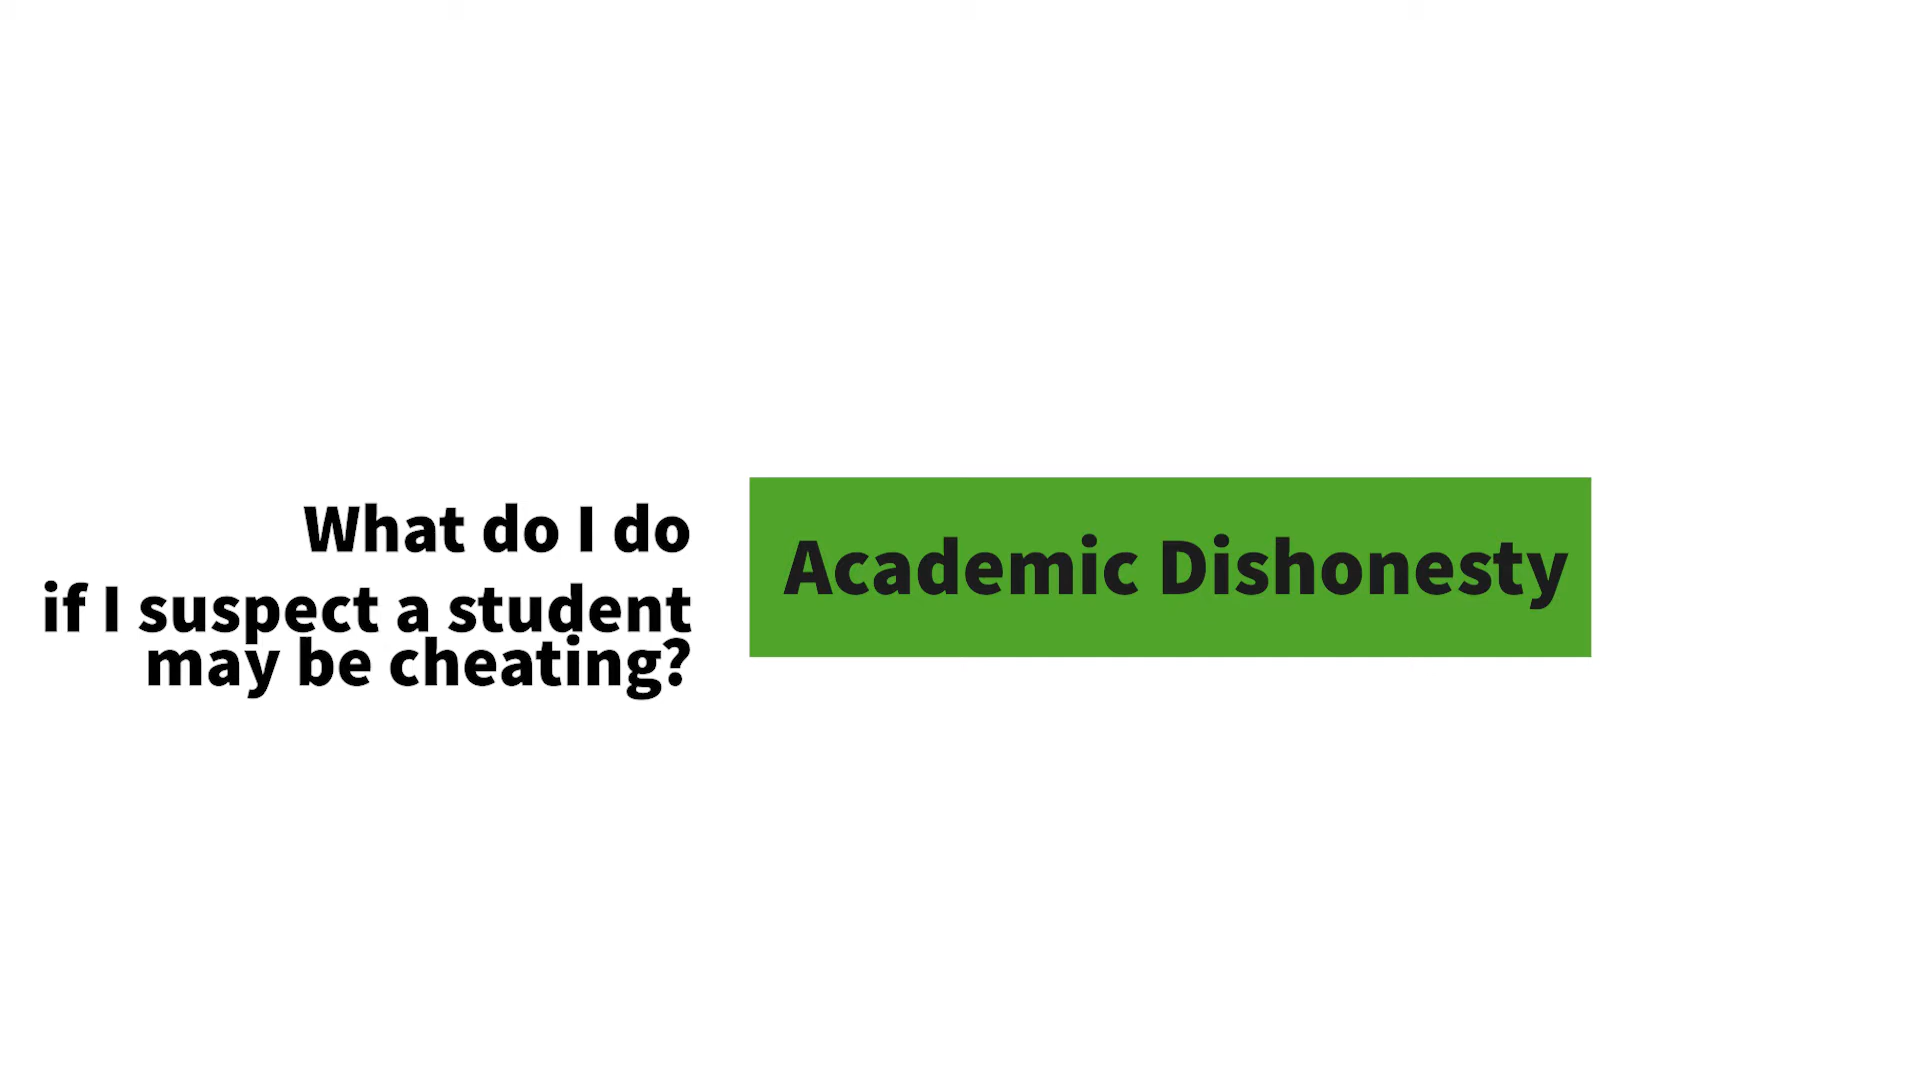 What do I do
if I suspect a student
may be cheating?
Academic Dishonesty